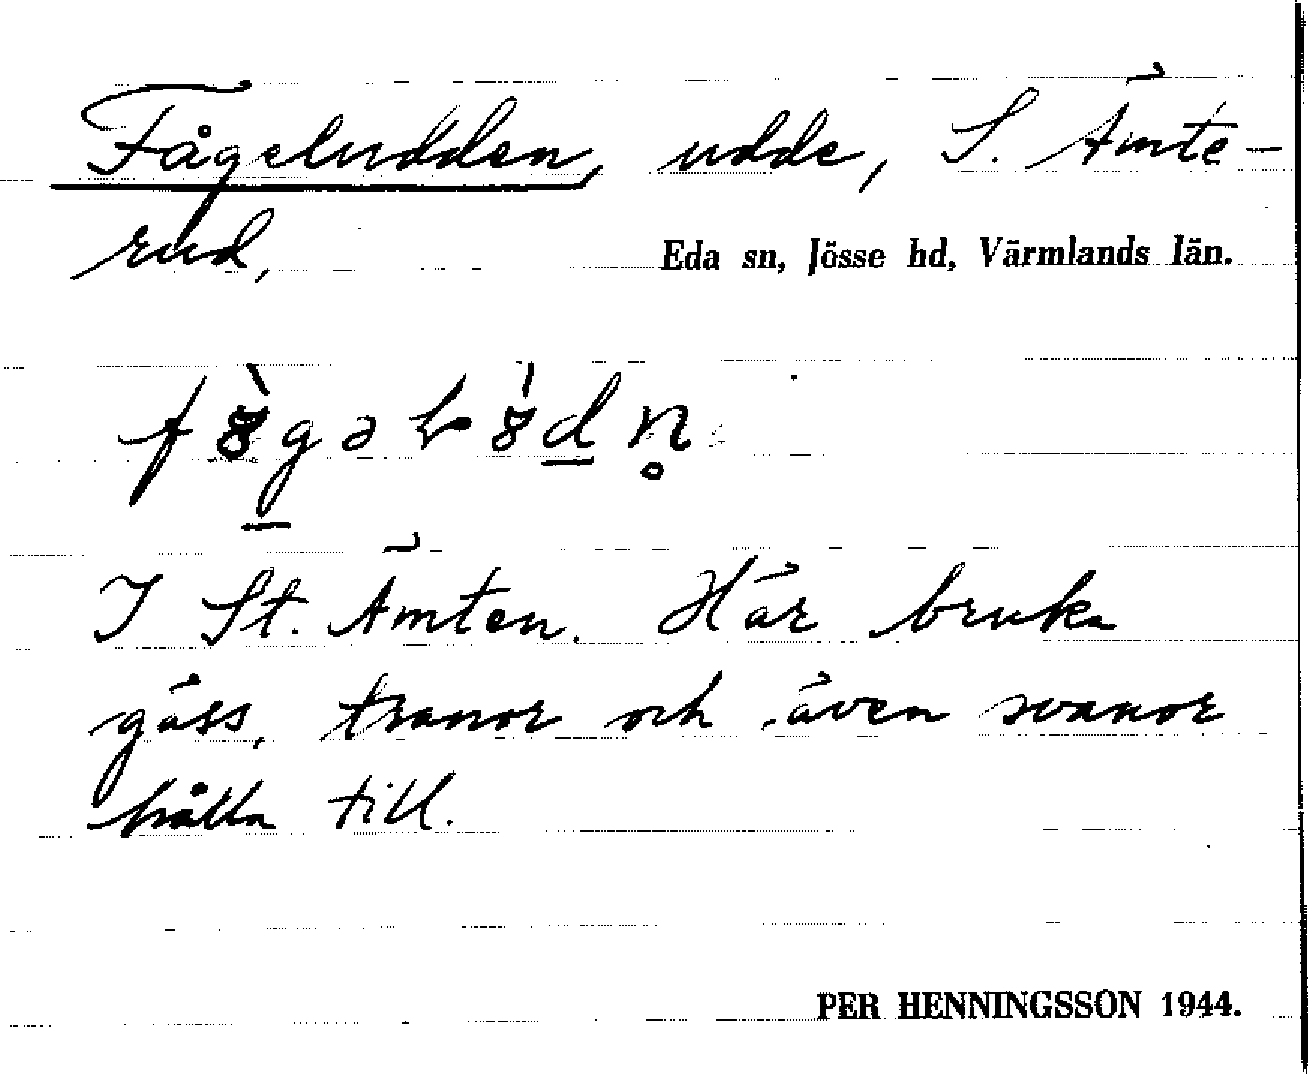 Fågeludden, udde, S. Ämte-
rud,
Eda sn, Jösse hd, Värmlands län.
I St. Ämten. Här bruka
gäss, tranor och även svanor
hålla till.
PER HENNINGSSON 1944.